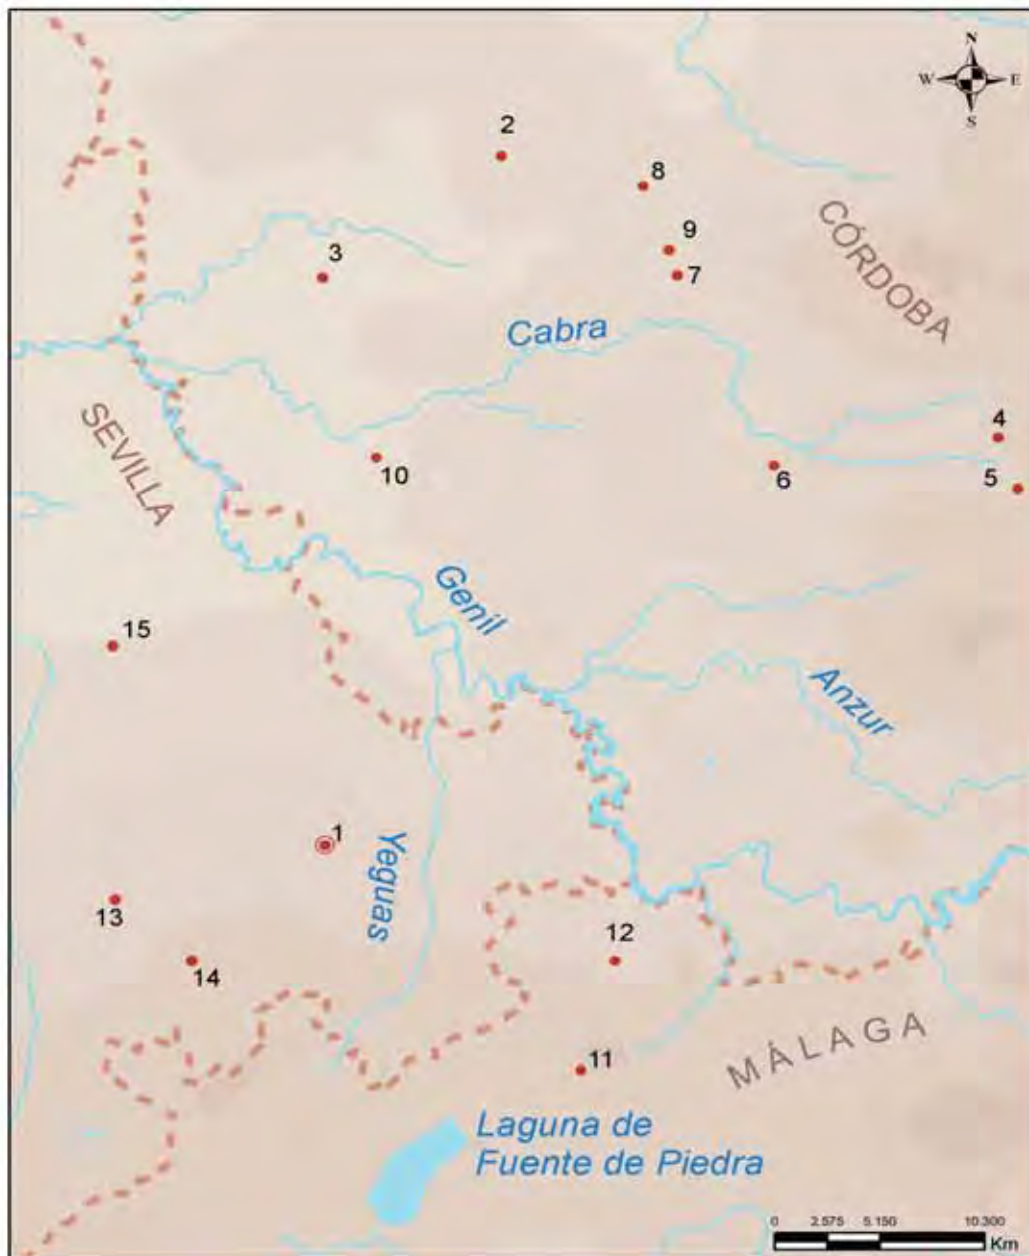 N
W E
S
2
8
CÓRDOBA
9
3
7
Cabra
SEVILLA
4
10
6
5
Genil
15
Anzur
1
Yeguas
13
12
14
MÁLAGA
11
Laguna de
Fuente de Piedra
0 2.575 5.150 10.300
Km